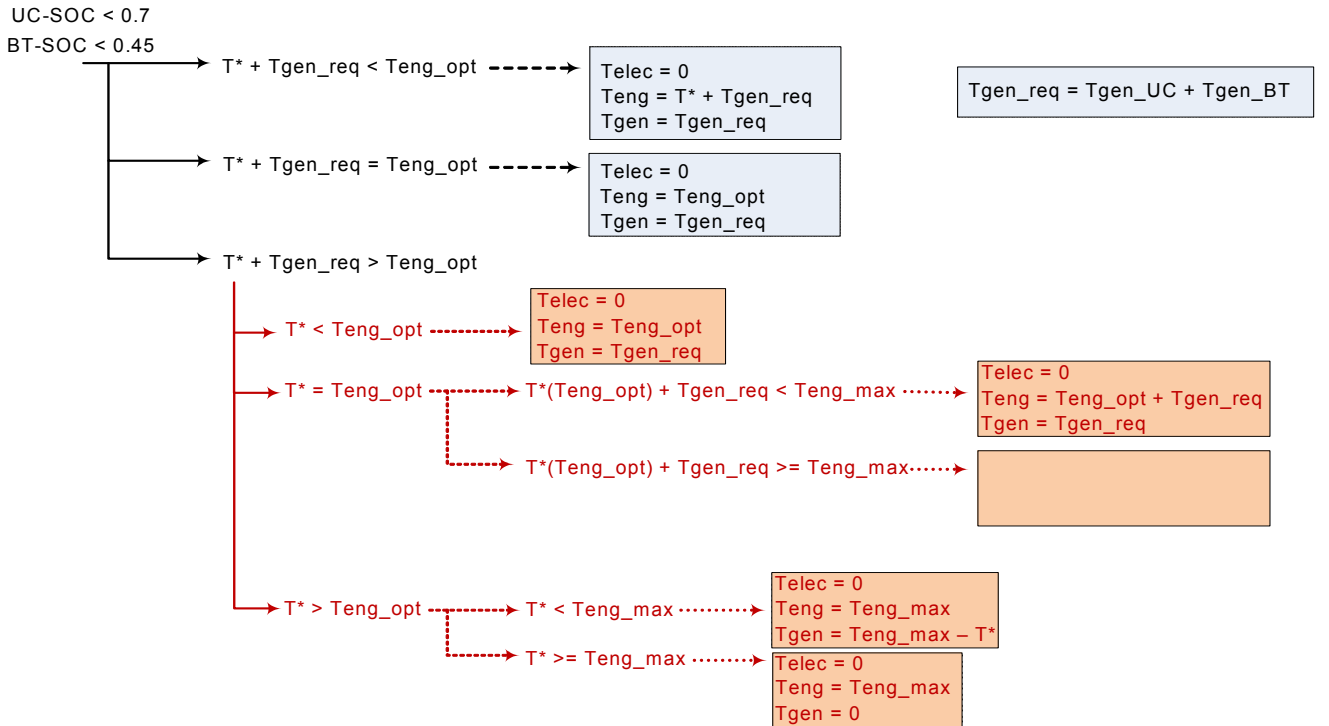 UC-SOC < 0.7
BT-SOC < 0.45
T* + Tgen_req < Teng_opt
Telec = 0
Teng = T* + Tgen_req
Tgen = Tgen_req
Tgen_req = Tgen_UC + Tgen_BT
T* + Tgen_req = Teng_opt
Telec = 0
Teng = Teng_opt
Tgen = Tgen_req
T* + Tgen_req > Teng_opt
T* < Teng_opt
Telec = 0
Teng = Teng_opt
Tgen = Tgen_req
T* = Teng_opt
T*(Teng_opt) + Tgen_req < Teng_max
Telec = 0
Teng = Teng_opt + Tgen_req
Tgen = Tgen_req
T*(Teng_opt) + Tgen_req >= Teng_max
T* > Teng_opt
T* < Teng_max
Telec = 0
Teng = Teng_max
Tgen = Teng_max – T*
T* >= Teng_max
Telec = 0
Teng = Teng_max
Tgen = 0